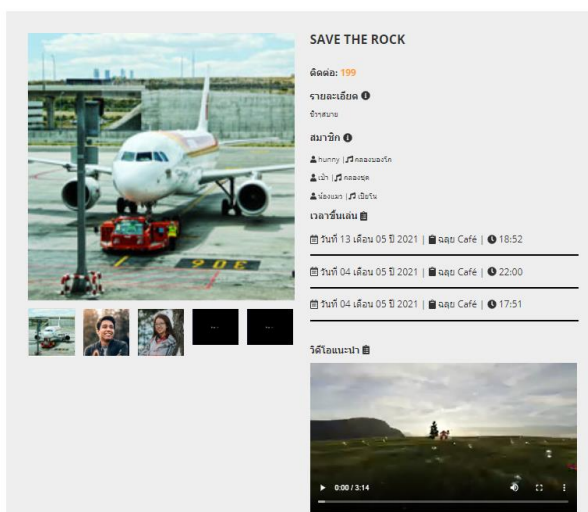 SAVE THE ROCK
ติดต่อ: 199
รายละเอียด
ชิวๆสบาย
สมาชิก
hunny | กลองบองโก
เป้า | กลองชุด
น้องแมว | เปียโน
เวลาขึ้นเล่น
วันที่ 13 เดือน 05 ปี 2021 | ฉลุย Café | 18:52
วันที่ 04 เดือน 05 ปี 2021 | ฉลุย Café | 22:00
วันที่ 04 เดือน 05 ปี 2021 | ฉลุย Café | 17:51
วิดีโอแนะนำ
0:00 / 3:14